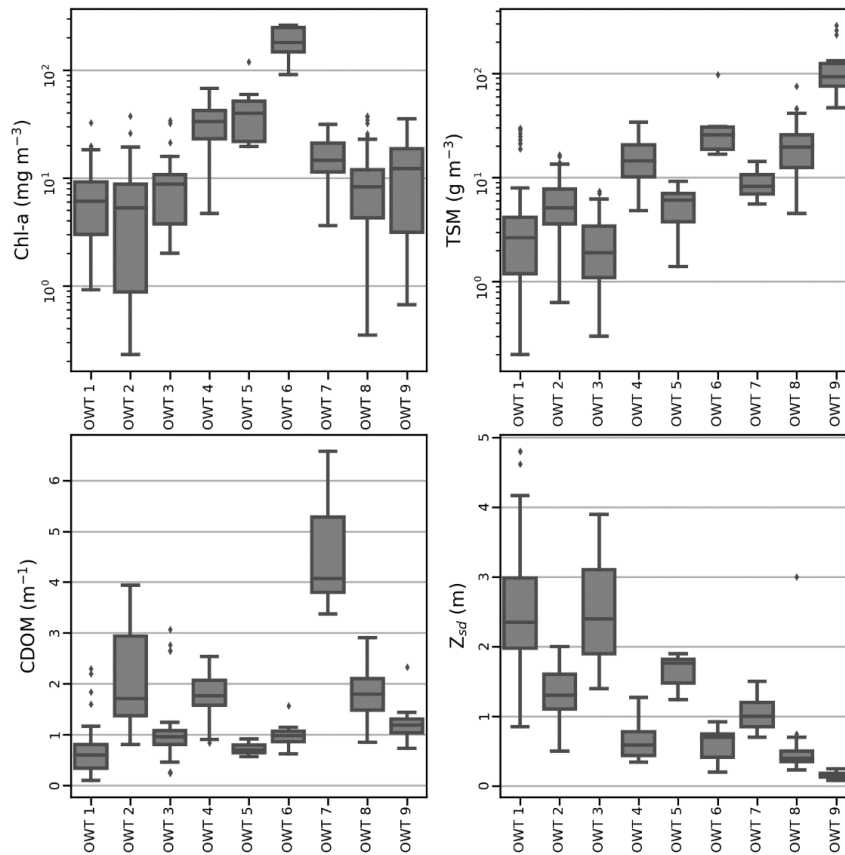 Chl-a (mg m⁻³)
10²
10¹
10⁰
OWT 1
OWT 2
OWT 3
OWT 4
OWT 5
OWT 6
OWT 7
OWT 8
OWT 9
TSM (g m⁻³)
10²
10¹
10⁰
OWT 1
OWT 2
OWT 3
OWT 4
OWT 5
OWT 6
OWT 7
OWT 8
OWT 9
CDOM (m⁻¹)
6
5
4
3
2
1
0
OWT 1
OWT 2
OWT 3
OWT 4
OWT 5
OWT 6
OWT 7
OWT 8
OWT 9
Z_sd (m)
5
4
3
2
1
0
OWT 1
OWT 2
OWT 3
OWT 4
OWT 5
OWT 6
OWT 7
OWT 8
OWT 9